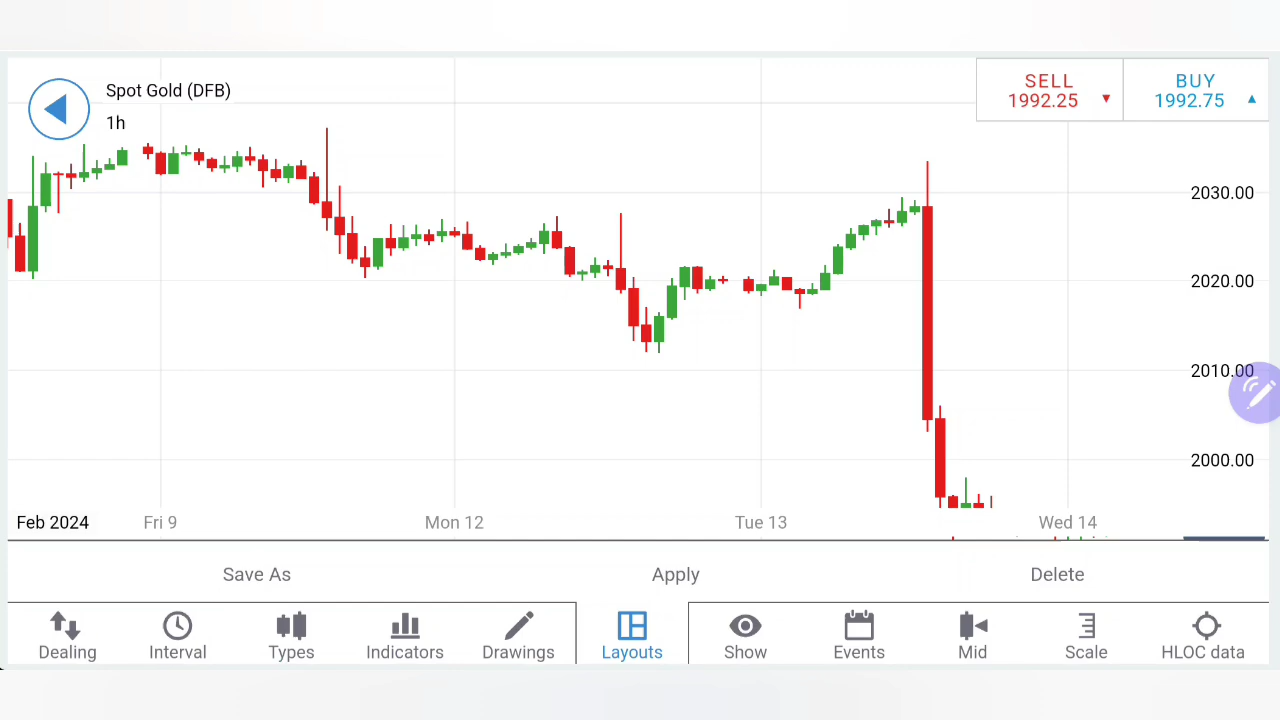 Spot Gold (DFB)
1h
SELL
1992.25
BUY
1992.75
2030.00
2020.00
2010.00
2000.00
Feb 2024
Fri 9
Mon 12
Tue 13
Wed 14
Save As
Apply
Delete
Dealing
Interval
Types
Indicators
Drawings
Layouts
Show
Events
Mid
Scale
HLOC data